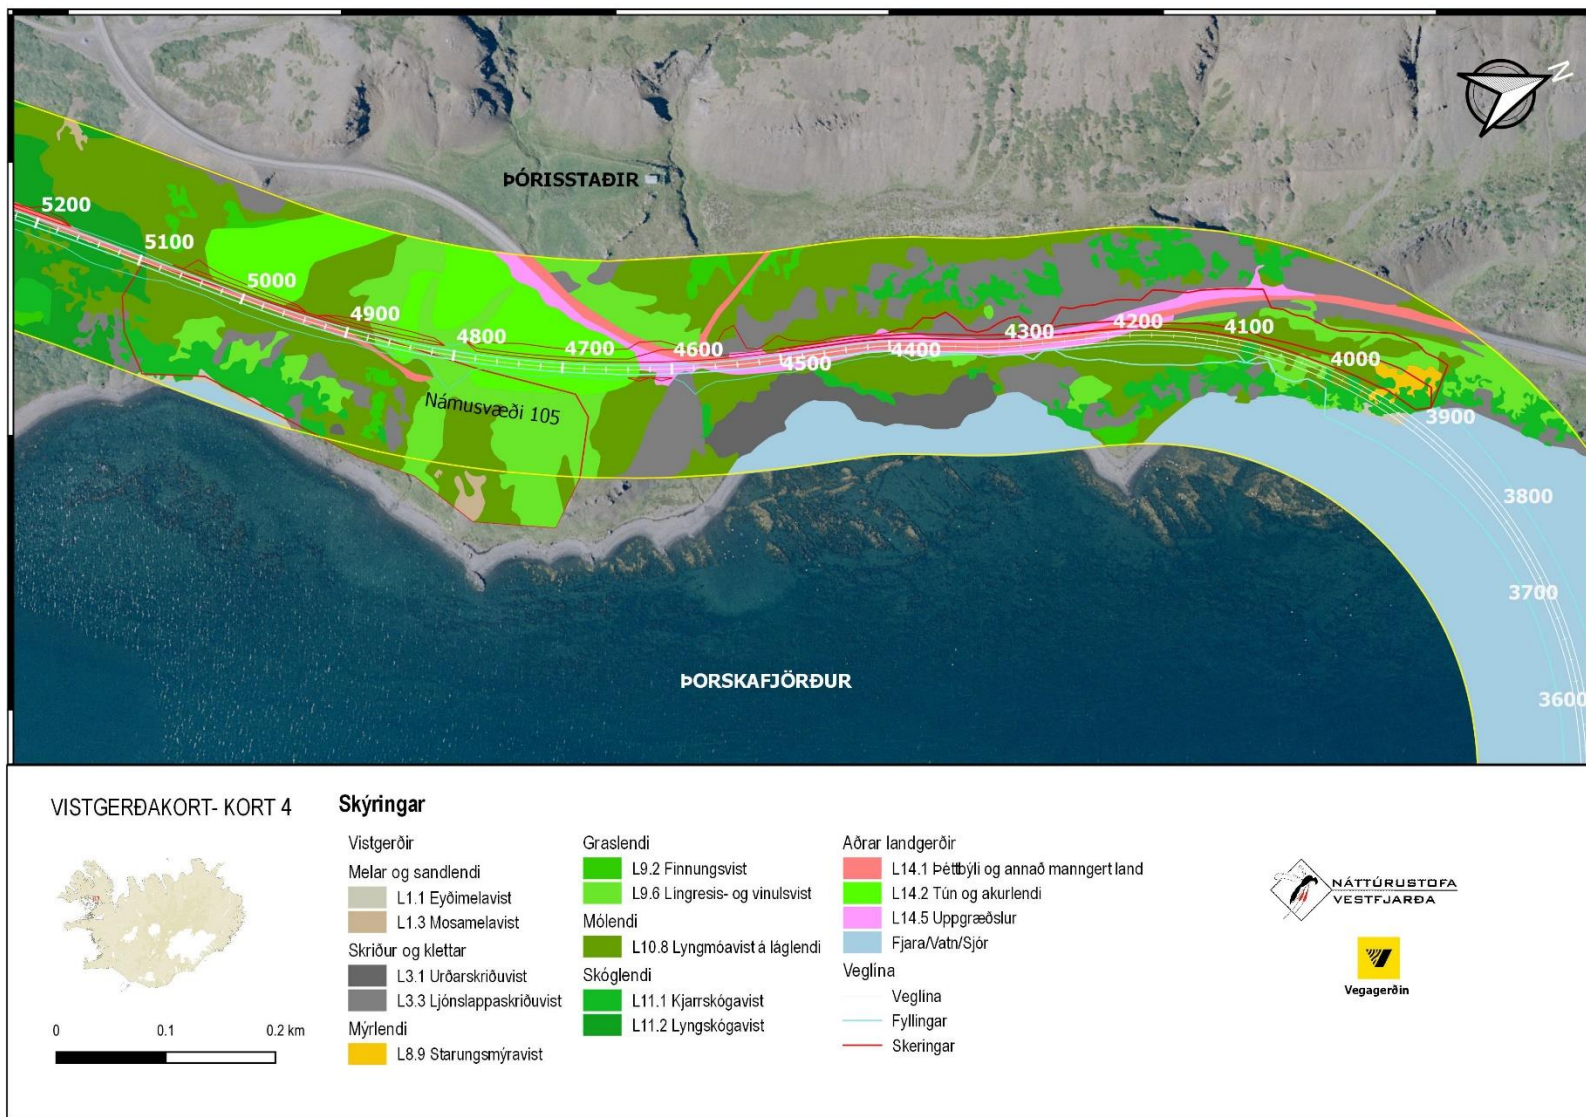 N
ÞÓRISSTAÐIR
5200
5100
5000
4900
4800
4700
4600
4500
4400
4300
4200
4100
4000
3900
3800
3700
3600
Námusvæði 105
ÞORSKAFJÖRÐUR
VISTGERÐAKORT- KORT 4
0 0.1 0.2 km
Skýringar
Vistgerðir
Melar og sandlendi
L1.1 Eyðimelavist
L1.3 Mosamelavist
Skriður og klettar
L3.1 Urðarskriðuvist
L3.3 Ljónslappaskriðuvist
Mýrlendi
L8.9 Starungsmýravist
Graslendi
L9.2 Finnungsvist
L9.6 Língresis- og vinulsvist
Mólendi
L10.8 Lyngmóavist á láglendi
Skóglendi
L11.1 Kjarrskógavist
L11.2 Lyngskógavist
Aðrar landgerðir
L14.1 Þéttbýli og annað manngert land
L14.2 Tún og akurlendi
L14.5 Uppgræðslur
Fjara/Vatn/Sjór
Veglína
Veglína
Fyllingar
Skeringar
NÁTTÚRUSTOFA
VESTFJARÐA
Vegagerðin